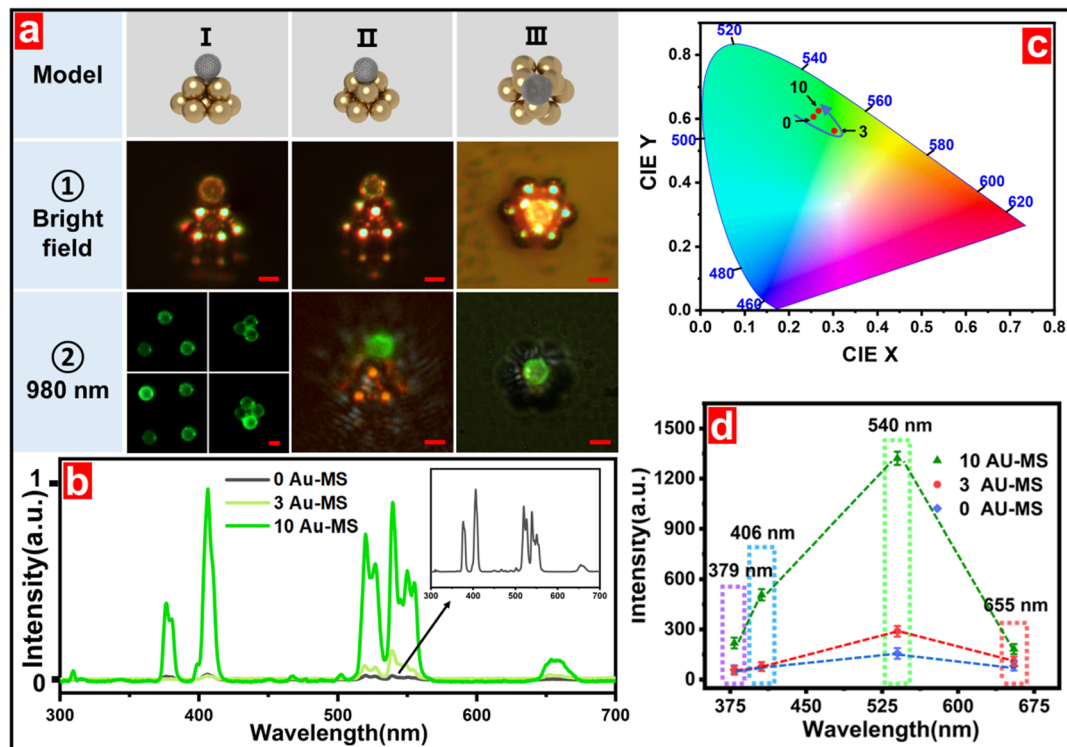 a
I
II
III
Model
①
Bright
field
②
980 nm
b
1
0
Intensity(a.u.)
0 Au-MS
3 Au-MS
10 Au-MS
300
400
500
600
700
300
400
500
600
700
Wavelength(nm)
c
0.8
0.6
0.4
0.2
0.0
CIE Y
520
540
560
580
600
620
500
480
460
10
0
3
0.0
0.1
0.2
0.3
0.4
0.5
0.6
0.7
0.8
CIE X
d
1500
1200
900
600
300
0
Intensity(a.u.)
540 nm
10 AU-MS
3 AU-MS
0 AU-MS
406 nm
379 nm
655 nm
375
450
525
600
675
Wavelength(nm)